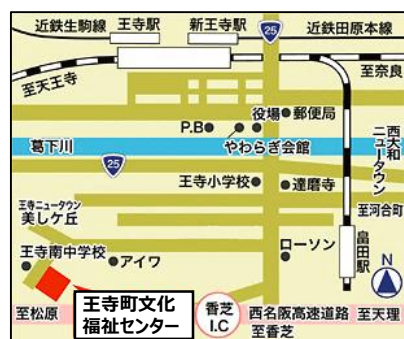 近鉄生駒線
王寺駅
新王寺駅
近鉄田原本線
25
至天王寺
至奈良
役場
郵便局
P.B
やわらぎ会館
葛下川
西大和
ニュータウン
25
王寺小学校
達磨寺
王寺ニュータウン
美しケ丘
至河合町
王寺南中学校
アイワ
ローソン
畠田駅
N
王寺町文化
福祉センター
香芝
I.C
至松原
西名阪高速道路
至天理
至香芝